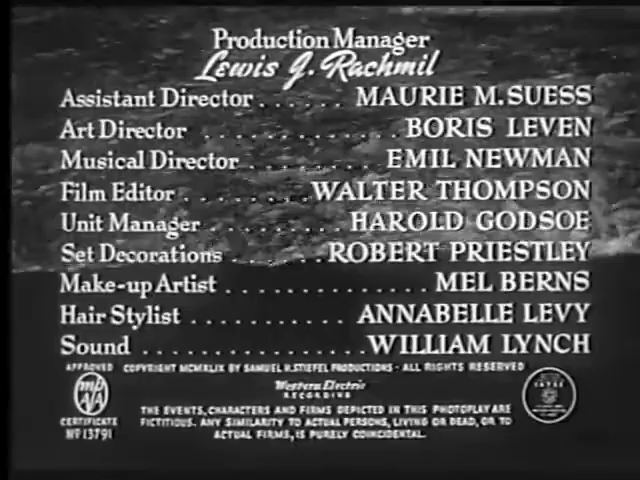 Production Manager
Lewis J. Rachmil
Assistant Director ...... MAURIE M. SUESS
Art Director ............. BORIS LEVEN
Musical Director .......... EMIL NEWMAN
Film Editor ......... WALTER THOMPSON
Unit Manager .......... HAROLD GODSOE
Set Decorations ....... ROBERT PRIESTLEY
Make-up Artist .............. MEL BERNS
Hair Stylist ........... ANNABELLE LEVY
Sound ................ WILLIAM LYNCH
APPROVED COPYRIGHT MCMXLIX BY SAMUEL H. STIEFEL PRODUCTIONS - ALL RIGHTS RESERVED
MPAA
Western Electric
RECORDING
IATSE
CERTIFICATE
Nº 13791
THE EVENTS, CHARACTERS AND FIRMS DEPICTED IN THIS PHOTOPLAY ARE
FICTITIOUS. ANY SIMILARITY TO ACTUAL PERSONS, LIVING OR DEAD, OR TO
ACTUAL FIRMS, IS PURELY COINCIDENTAL.